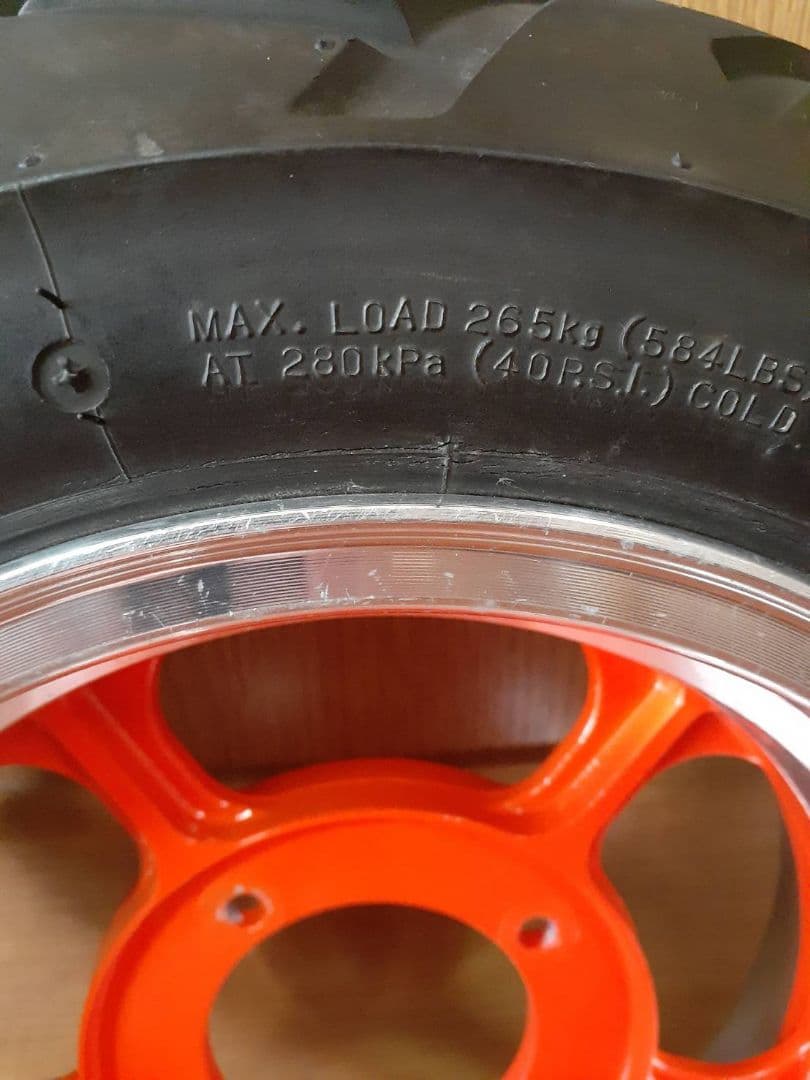 MAX. LOAD 265kg (584LBS.
AT 280kPa (40P.S.I.) COLD.